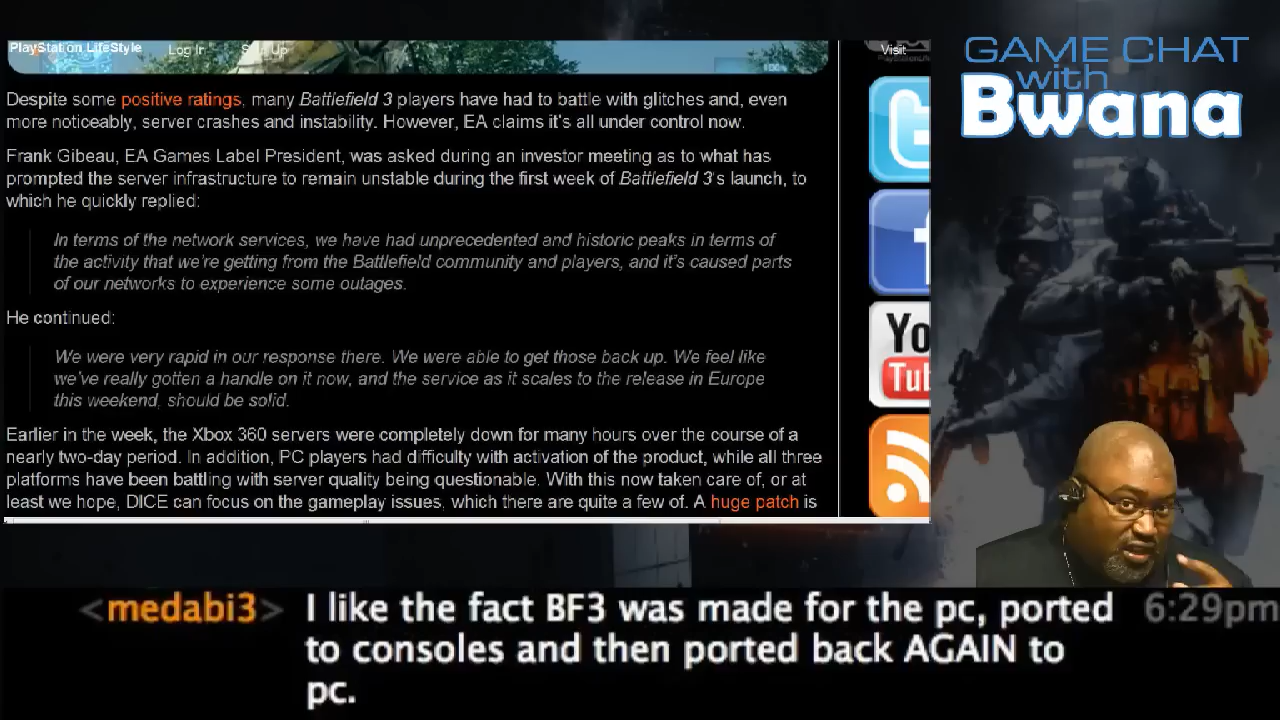 PlayStation LifeStyle Log In Sign Up
Visit
GAME CHAT
with
Bwana
Despite some positive ratings, many Battlefield 3 players have had to battle with glitches and, even
more noticeably, server crashes and instability. However, EA claims it's all under control now.
Frank Gibeau, EA Games Label President, was asked during an investor meeting as to what has
prompted the server infrastructure to remain unstable during the first week of Battlefield 3's launch, to
which he quickly replied:
In terms of the network services, we have had unprecedented and historic peaks in terms of
the activity that we're getting from the Battlefield community and players, and it's caused parts
of our networks to experience some outages.
He continued:
We were very rapid in our response there. We were able to get those back up. We feel like
we've really gotten a handle on it now, and the service as it scales to the release in Europe
this weekend, should be solid.
Earlier in the week, the Xbox 360 servers were completely down for many hours over the course of a
nearly two-day period. In addition, PC players had difficulty with activation of the product, while all three
platforms have been battling with server quality being questionable. With this now taken care of, or at
least we hope, DICE can focus on the gameplay issues, which there are quite a few of. A huge patch is
Yo
Tub
<medabi3> I like the fact BF3 was made for the pc, ported 6:29pm
to consoles and then ported back AGAIN to
pc.